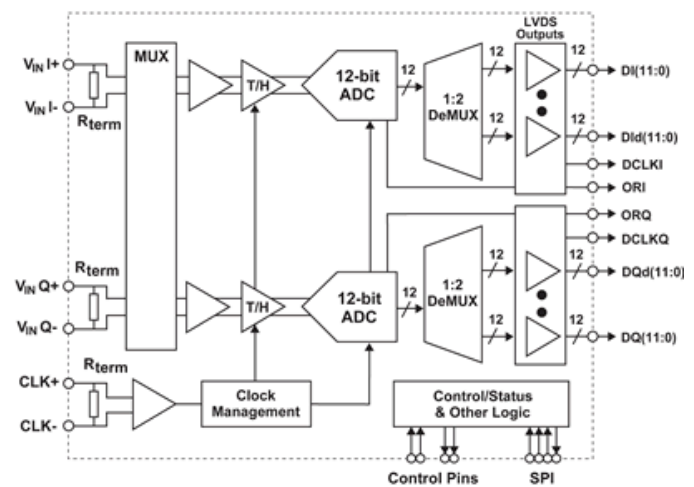 LVDS
Outputs
MUX
VIN I+
VIN I-
Rterm
T/H
12-bit
ADC
12
1:2
DeMUX
12
12
12
12
DI(11:0)
DId(11:0)
DCLKI
ORI
ORQ
DCLKQ
Rterm
VIN Q+
VIN Q-
T/H
12-bit
ADC
12
1:2
DeMUX
12
12
12
12
DQd(11:0)
DQ(11:0)
Rterm
CLK+
CLK-
Clock
Management
Control/Status
& Other Logic
Control Pins
SPI